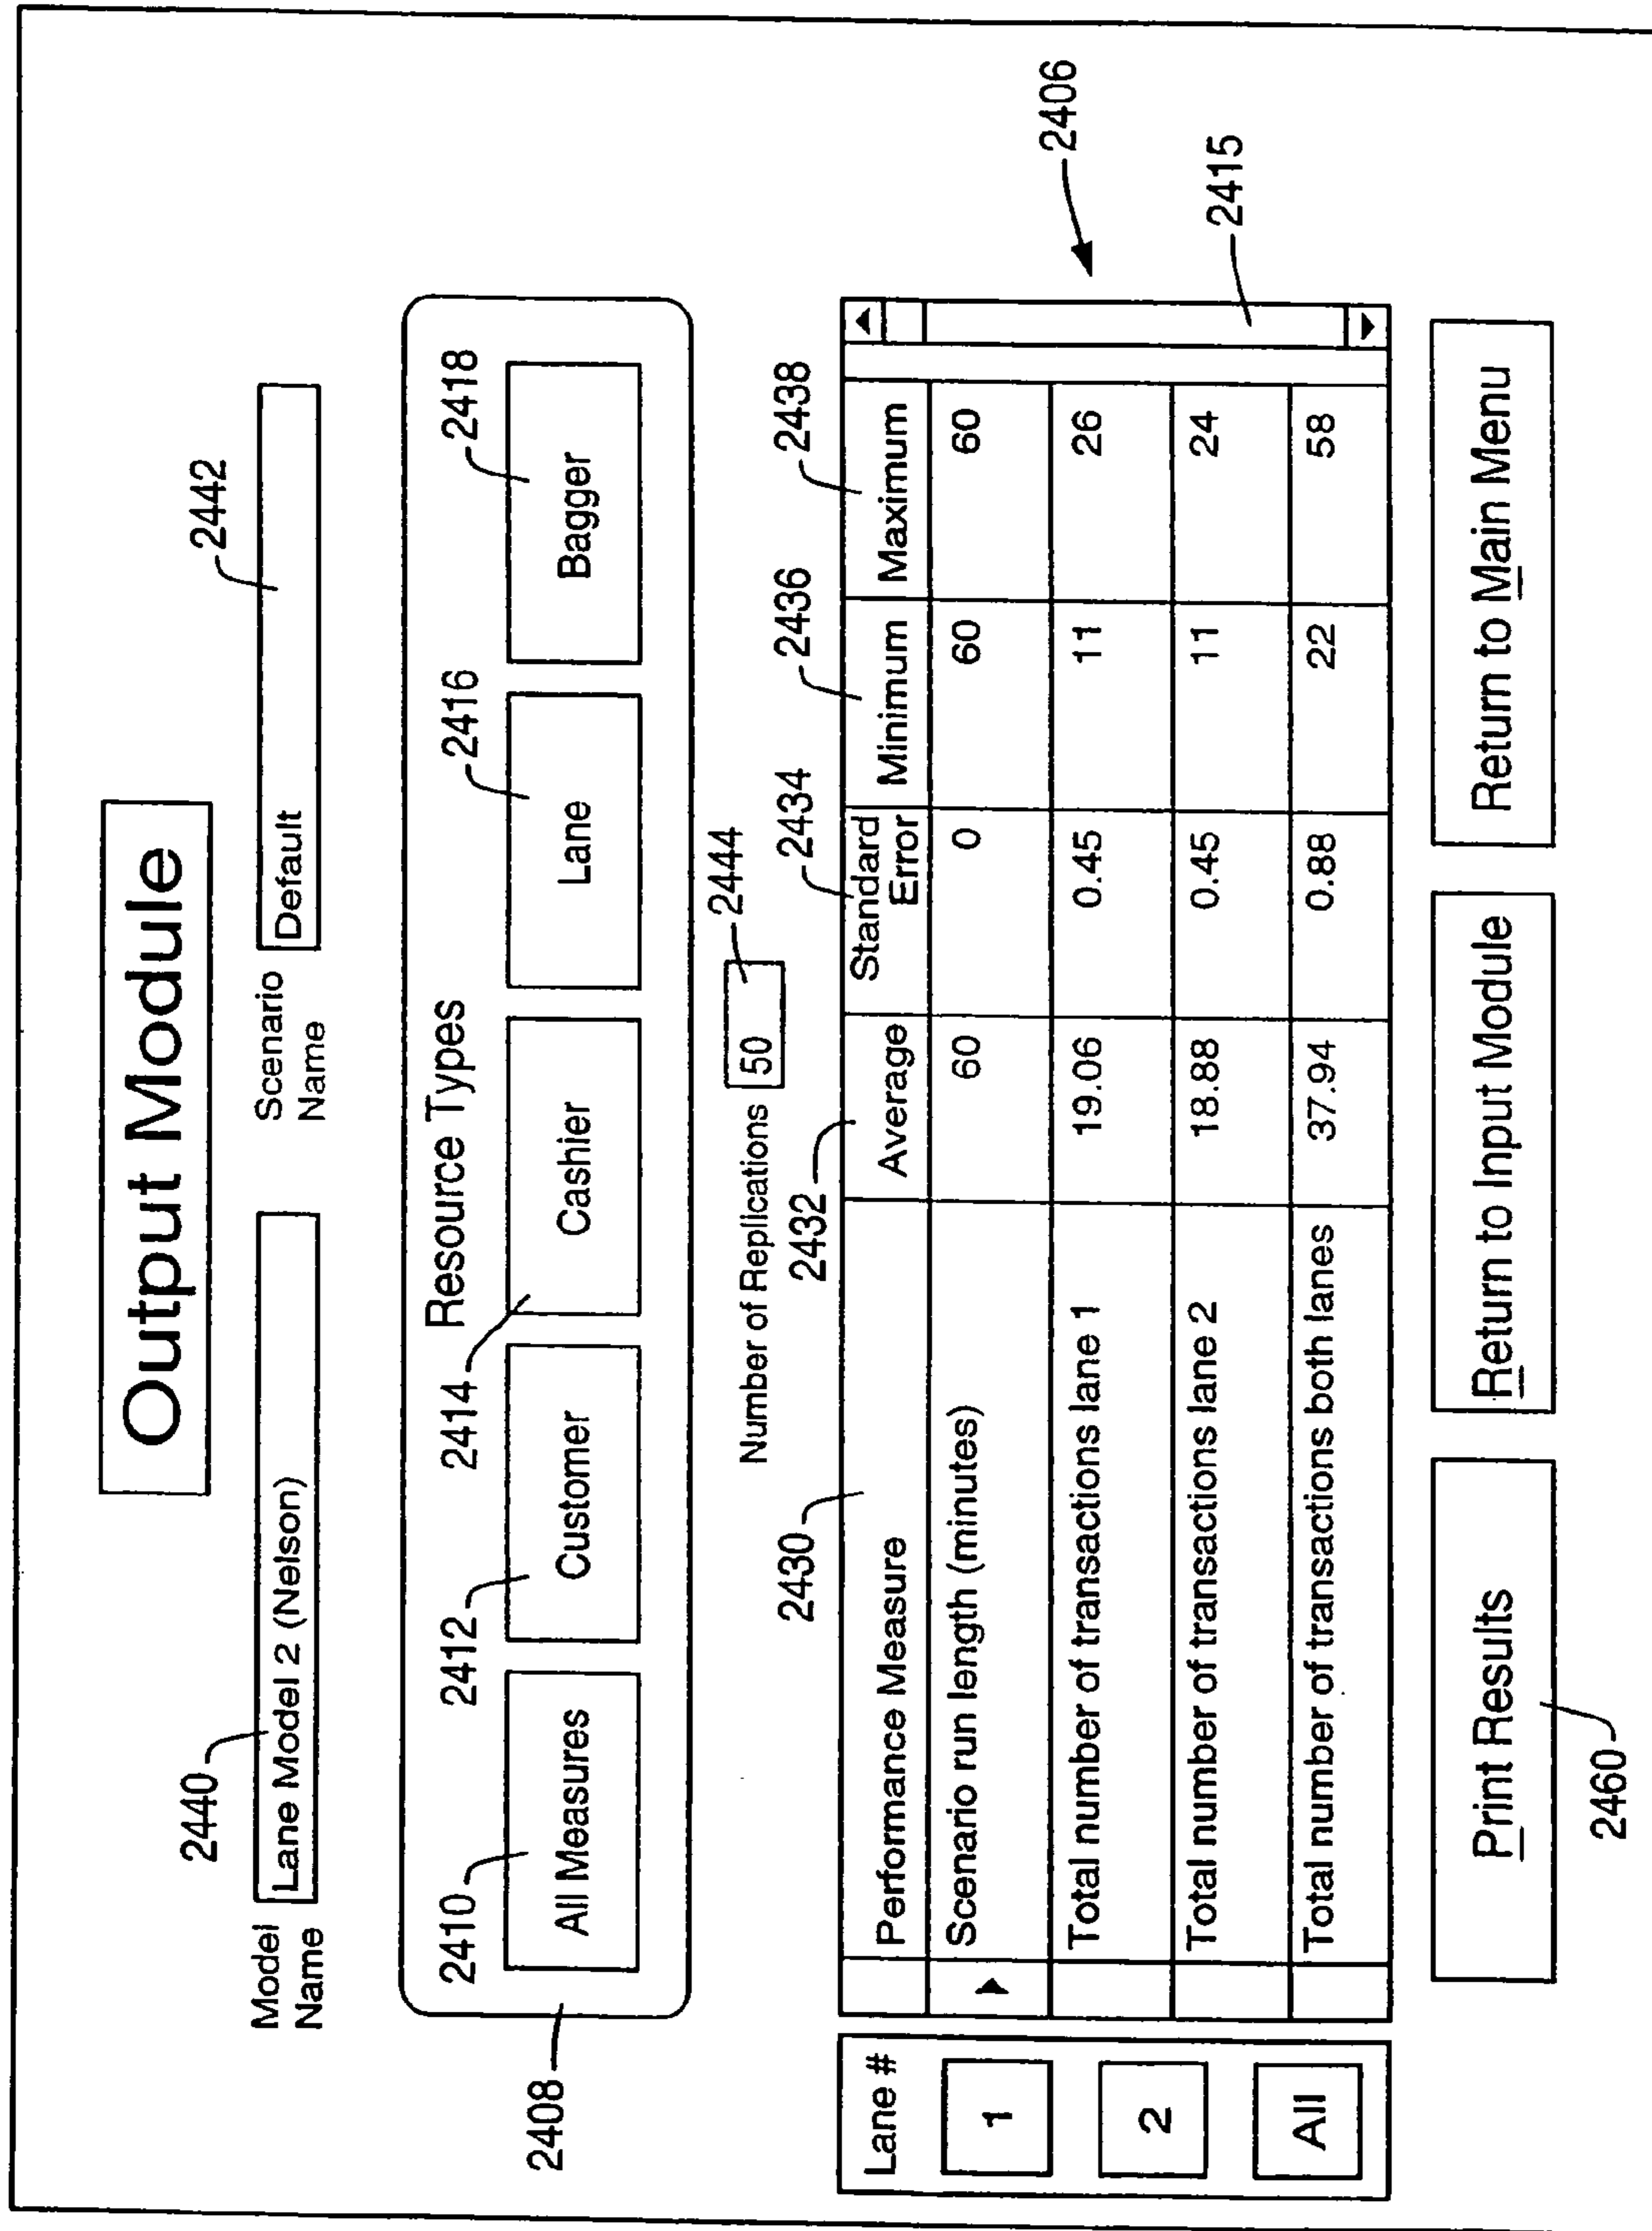 Output Module
2440
2442
Model
Name
Lane Model 2 (Nelson)
Scenario
Name
Default
2408
Resource Types
2410
2412
2414
2416
2418
All Measures
Customer
Cashier
Lane
Bagger
Number of Replications
50
2444
2430
2432
2434
2436
2438
2406
2415
Lane #
1
2
All
Performance Measure Average Standard Error Minimum Maximum
Scenario run length (minutes) 60 0 60 60
Total number of transactions lane 1 19.06 0.45 11 26
Total number of transactions lane 2 18.88 0.45 11 24
Total number of transactions both lanes 37.94 0.88 22 58
Print Results
Return to Input Module
Return to Main Menu
2460